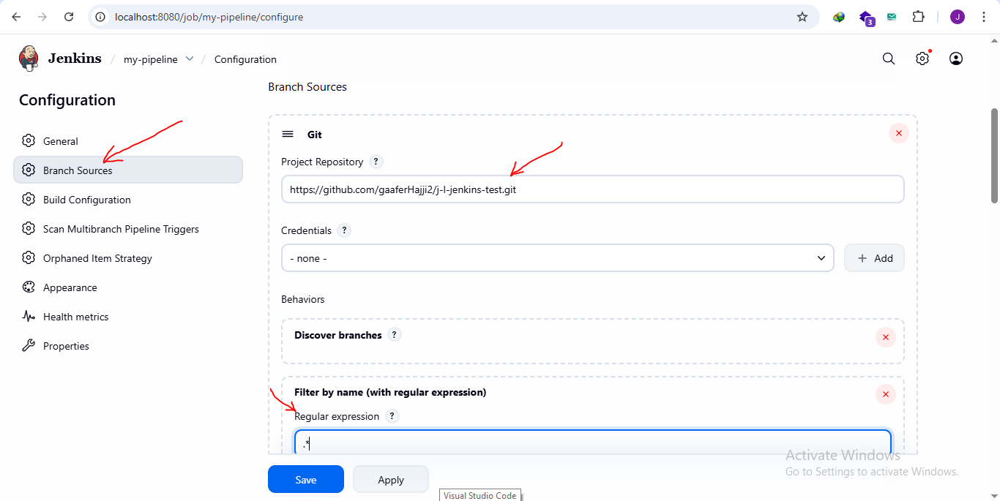 localhost:8080/job/my-pipeline/configure
3
J
Jenkins / my-pipeline / Configuration
Configuration
General
Branch Sources
Build Configuration
Scan Multibranch Pipeline Triggers
Orphaned Item Strategy
Appearance
Health metrics
Properties
Branch Sources
Git
Project Repository ?
https://github.com/gaaferHajji2/j-l-jenkins-test.git
Credentials ?
- none -
+ Add
Behaviors
Discover branches ?
Filter by name (with regular expression)
Regular expression ?
.*
Save
Apply
Activate Windows
Go to Settings to activate Windows.
Visual Studio Code